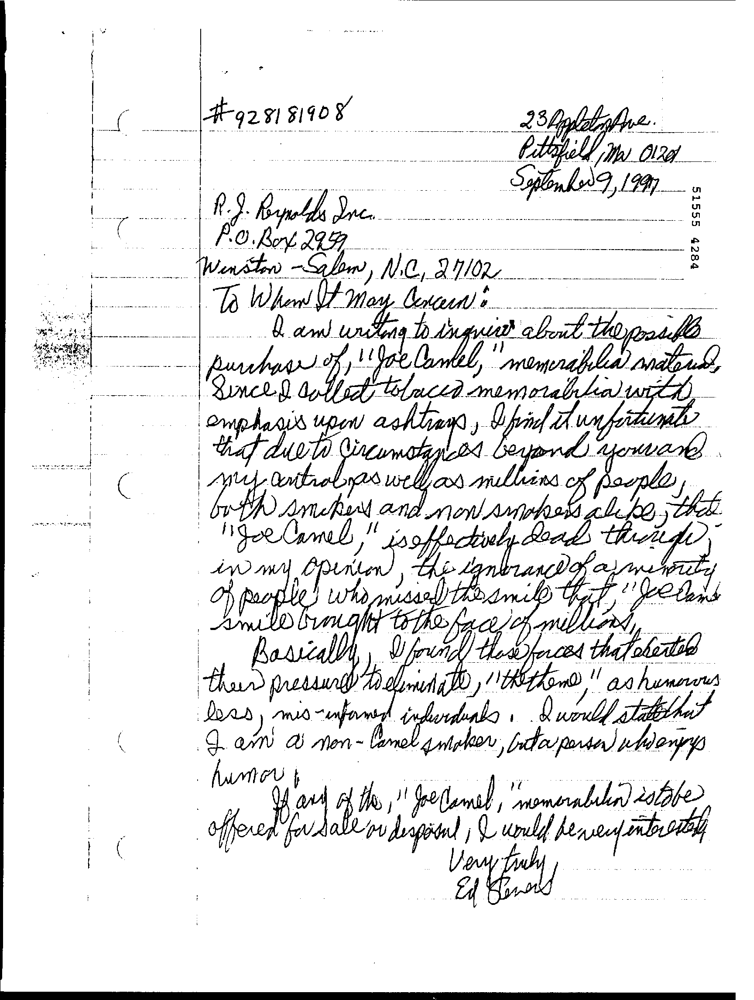 #928181908
23 Appleton Ave.
Pittsfield, MA 01201
September 9, 1997
51555 4284
R.J. Reynolds Inc.
P.O. Box 2959
Winston-Salem, N.C, 27102
To Whom It May Concern:
I am writing to inquire about the possible
purchase of, "Joe Camel," memorabilia material,
Since I collect tobacco memorabilia with
emphasis upon ashtrays, I find it unfortunate
that due to circumstances beyond your and
my control as well as millions of people,
both smokers and non smokers alike, that
"Joe Camel," is effectively dead through,
in my opinion, the ignorance of a minority
of people who missed the smile that, "Joe Camel
smile brought to the face of millions,
Basically, I found those forces that exerted
their pressure to eliminate, "the theme," as humorous
less, mis-informed individuals. I would state that
I am a non-Camel smoker, but a person who enjoys
humor.
If any of the, "Joe Camel," memorabilia is to be
offered for sale or disposal, I would be very interested
Very truly,
Ed